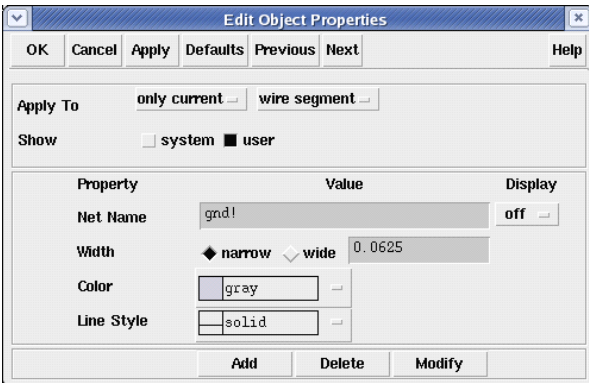 Edit Object Properties
OK Cancel Apply Defaults Previous Next Help
Apply To only current wire segment
Show system user
Property Value Display
Net Name gnd! off
Width narrow wide 0.0625
Color gray
Line Style solid
Add Delete Modify